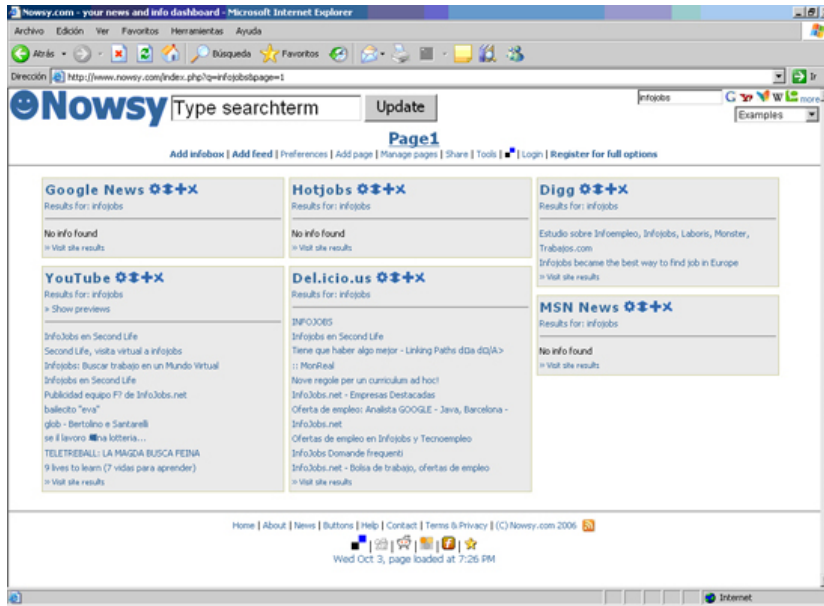 Nowsy.com - your news and info dashboard - Microsoft Internet Explorer
Archivo Edición Ver Favoritos Herramientas Ayuda
Atrás Búsqueda Favoritos
Dirección http://www.nowsy.com/index.php?q=infojobs&page=1 Ir
Nowsy Type searchterm Update infojobs G W more
Examples
Page1
Add infobox | Add feed | Preferences | Add page | Manage pages | Share | Tools | Login | Register for full options
Google News
Results for: infojobs
No info found
» Visit site results
YouTube
Results for: infojobs
» Show previews
InfoJobs en Second Life
Second Life, visita virtual a infojobs
Infojobs: Buscar trabajo en un Mundo Virtual
Infojobs en Second Life
Publicidad equipo F? de InfoJobs.net
bailecito "eva"
glob - Bertolino e Santarelli
se il lavoro na lotteria...
TELETREBALL: LA MAGDA BUSCA FEINA
9 lives to learn (7 vidas para aprender)
» Visit site results
Hotjobs
Results for: infojobs
No info found
» Visit site results
Del.icio.us
Results for: infojobs
INFOJOBS
Infojobs en Second Life
Tiene que haber algo mejor - Linking Paths
:: MonReal
Nove regole per un curriculum ad hoc!
InfoJobs.net - Empresas Destacadas
Oferta de empleo: Analista GOOGLE - Java, Barcelona -
InfoJobs.net
Ofertas de empleo en Infojobs y Tecnoempleo
InfoJobs Domande frequenti
InfoJobs.net - Bolsa de trabajo, ofertas de empleo
» Visit site results
Digg
Results for: infojobs
Estudio sobre Infoempleo, Infojobs, Laboris, Monster,
Trabajos.com
Infojobs became the best way to find job in Europe
» Visit site results
MSN News
Results for: infojobs
No info found
» Visit site results
Home | About | News | Buttons | Help | Contact | Terms & Privacy | (C) Nowsy.com 2006
Wed Oct 3, page loaded at 7:26 PM
Internet